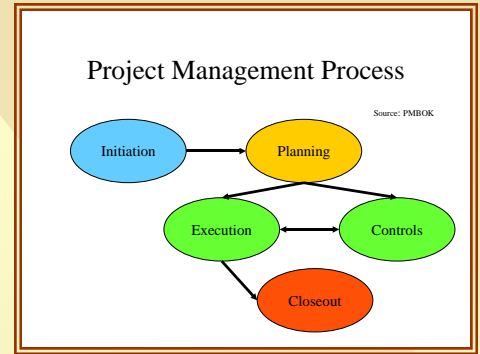 Project Management Process
Source: PMBOK
Initiation
Planning
Execution
Controls
Closeout